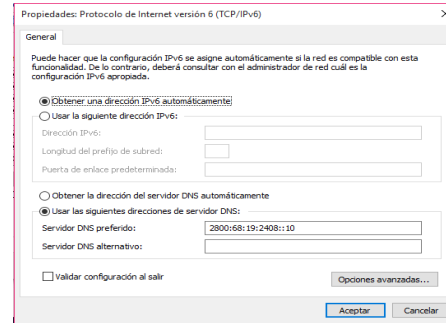 Propiedades: Protocolo de Internet versión 6 (TCP/IPv6)
General
Puede hacer que la configuración IPv6 se asigne automáticamente si la red es compatible con esta
funcionalidad. De lo contrario, deberá consultar con el administrador de red cuál es la
configuración IPv6 apropiada.
Obtener una dirección IPv6 automáticamente
Usar la siguiente dirección IPv6:
Dirección IPv6:
Longitud del prefijo de subred:
Puerta de enlace predeterminada:
Obtener la dirección del servidor DNS automáticamente
Usar las siguientes direcciones de servidor DNS:
Servidor DNS preferido: 2800:68:19:2408::10
Servidor DNS alternativo:
Validar configuración al salir
Opciones avanzadas...
Aceptar Cancelar